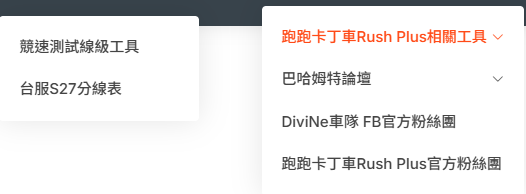 競速測試線級工具
台服S27分線表
跑跑卡丁車Rush Plus相關工具
巴哈姆特論壇
DiviNe車隊 FB官方粉絲團
跑跑卡丁車Rush Plus官方粉絲團